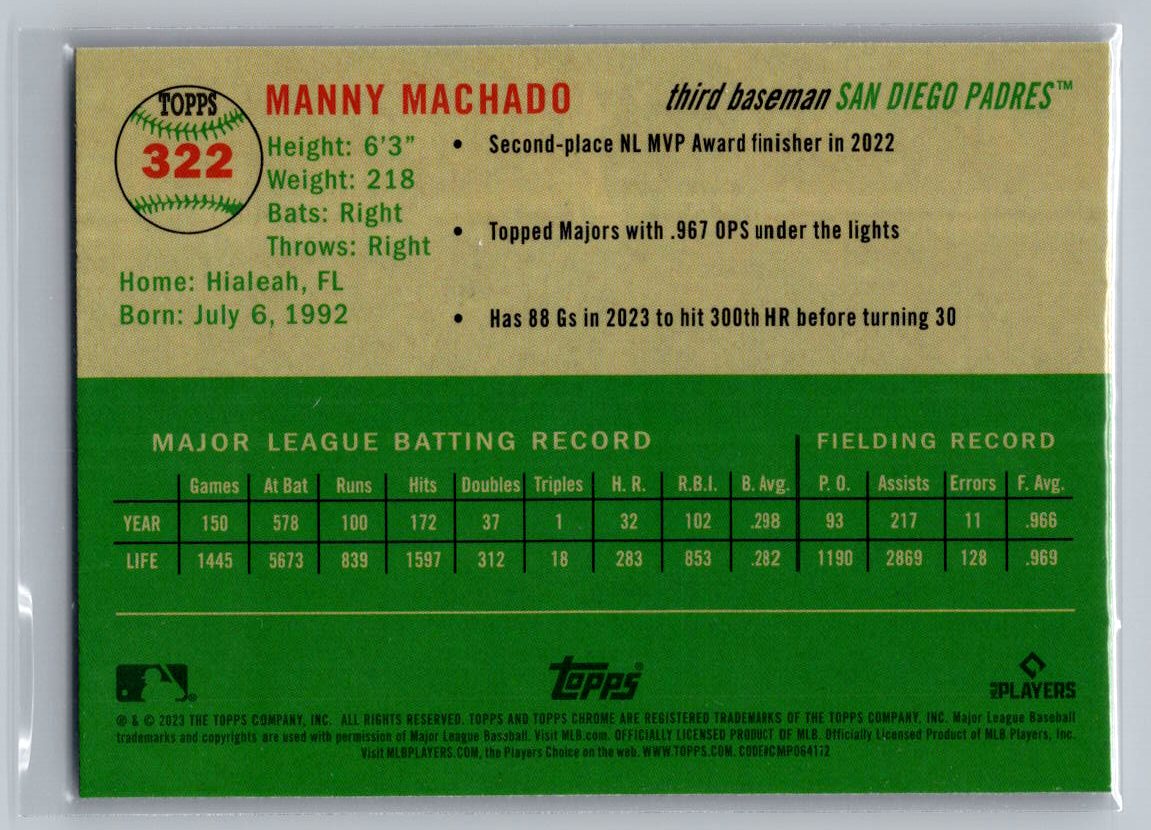 TOPPS
322
MANNY MACHADO
third baseman SAN DIEGO PADRES™
Height: 6'3"
Weight: 218
Bats: Right
Throws: Right
Home: Hialeah, FL
Born: July 6, 1992
• Second-place NL MVP Award finisher in 2022
• Topped Majors with .967 OPS under the lights
• Has 88 Gs in 2023 to hit 300th HR before turning 30
MAJOR LEAGUE BATTING RECORD FIELDING RECORD
Games At Bat Runs Hits Doubles Triples H. R. R.B.I. B. Avg. P. O. Assists Errors F. Avg.
YEAR 150 578 100 172 37 1 32 102 .298 93 217 11 .966
LIFE 1445 5673 839 1597 312 18 283 853 .282 1190 2869 128 .969
Topps®
MLBPLAYERS
® & © 2023 THE TOPPS COMPANY, INC. ALL RIGHTS RESERVED. TOPPS AND TOPPS CHROME ARE REGISTERED TRADEMARKS OF THE TOPPS COMPANY, INC. Major League Baseball
trademarks and copyrights are used with permission of Major League Baseball. Visit MLB.com. OFFICIALLY LICENSED PRODUCT OF MLB. Officially Licensed Product of MLB Players, Inc.
Visit MLBPLAYERS.COM, the Players Choice on the web. WWW.TOPPS.COM. CODE#CMP064172